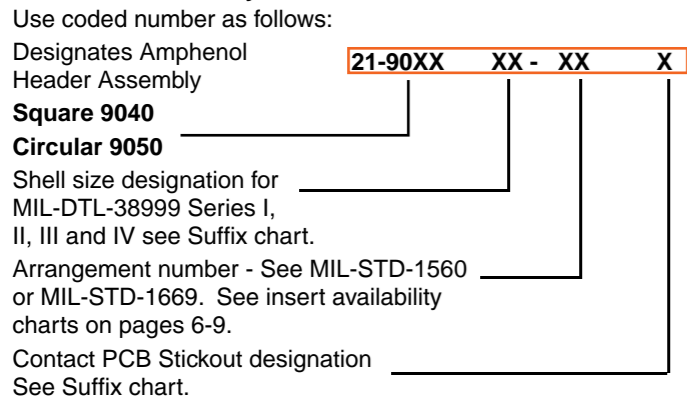 Use coded number as follows:
Designates Amphenol
Header Assembly
21-90XX XX - XX X
Square 9040
Circular 9050
Shell size designation for
MIL-DTL-38999 Series I,
II, III and IV see Suffix chart.
Arrangement number - See MIL-STD-1560
or MIL-STD-1669. See insert availability
charts on pages 6-9.
Contact PCB Stickout designation
See Suffix chart.